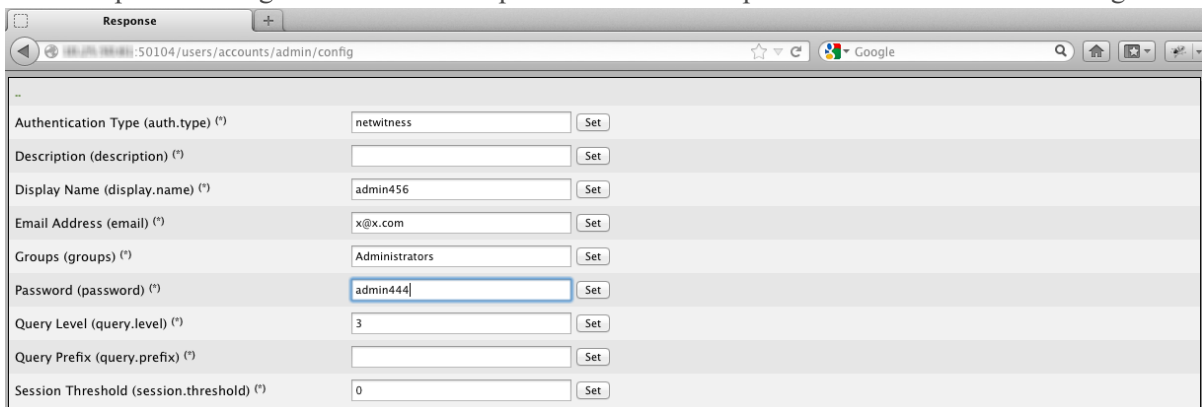 Response +
:50104/users/accounts/admin/config Google
..
Authentication Type (auth.type) (*) netwitness Set
Description (description) (*) Set
Display Name (display.name) (*) admin456 Set
Email Address (email) (*) x@x.com Set
Groups (groups) (*) Administrators Set
Password (password) (*) admin444 Set
Query Level (query.level) (*) 3 Set
Query Prefix (query.prefix) (*) Set
Session Threshold (session.threshold) (*) 0 Set